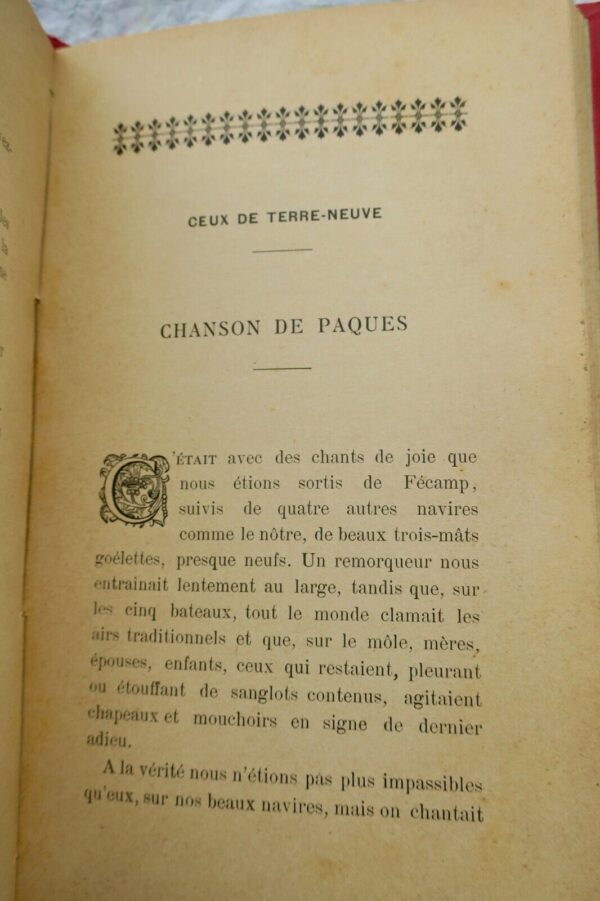 CEUX DE TERRE-NEUVE
CHANSON DE PAQUES
C'ÉTAIT avec des chants de joie que
nous étions sortis de Fécamp,
suivis de quatre autres navires
comme le nôtre, de beaux trois-mâts
goélettes, presque neufs. Un remorqueur nous
entrainait lentement au large, tandis que, sur
les cinq bateaux, tout le monde clamait les
airs traditionnels et que, sur le môle, mères,
épouses, enfants, ceux qui restaient, pleurant
ou étouffant de sanglots contenus, agitaient
chapeaux et mouchoirs en signe de dernier
adieu.
A la vérité nous n'étions pas plus impassibles
qu'eux, sur nos beaux navires, mais on chantait